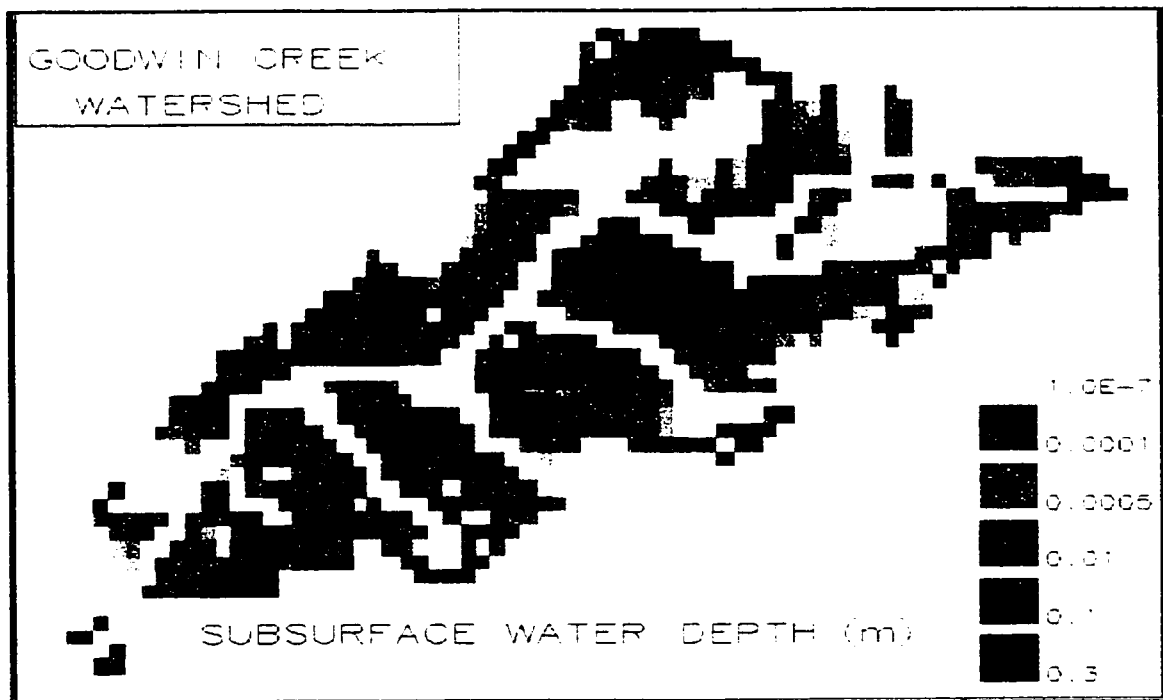 GOODWIN CREEK
WATERSHED
1.0E-7
0.0001
0.0005
0.01
0.1
0.3
SUBSURFACE WATER DEPTH (m)